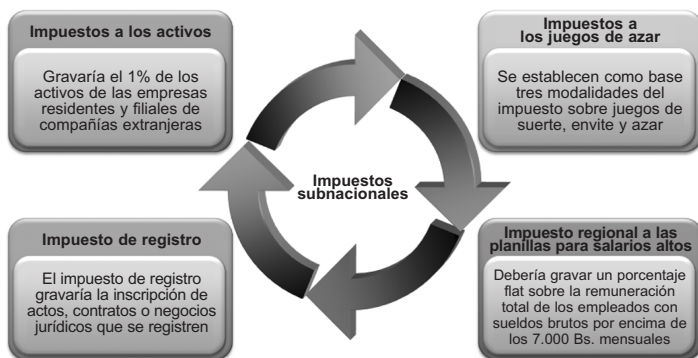 Impuestos a los activos
Gravaría el 1% de los
activos de las empresas
residentes y filiales de
compañías extranjeras
Impuestos a
los juegos de azar
Se establecen como base
tres modalidades del
impuesto sobre juegos de
suerte, envite y azar
Impuestos
subnacionales
Impuesto de registro
El impuesto de registro
gravaría la inscripción de
actos, contratos o negocios
jurídicos que se registren
Impuesto regional a las
planillas para salarios altos
Debería gravar un porcentaje
flat sobre la remuneración
total de los empleados con
sueldos brutos por encima de
los 7.000 Bs. mensuales